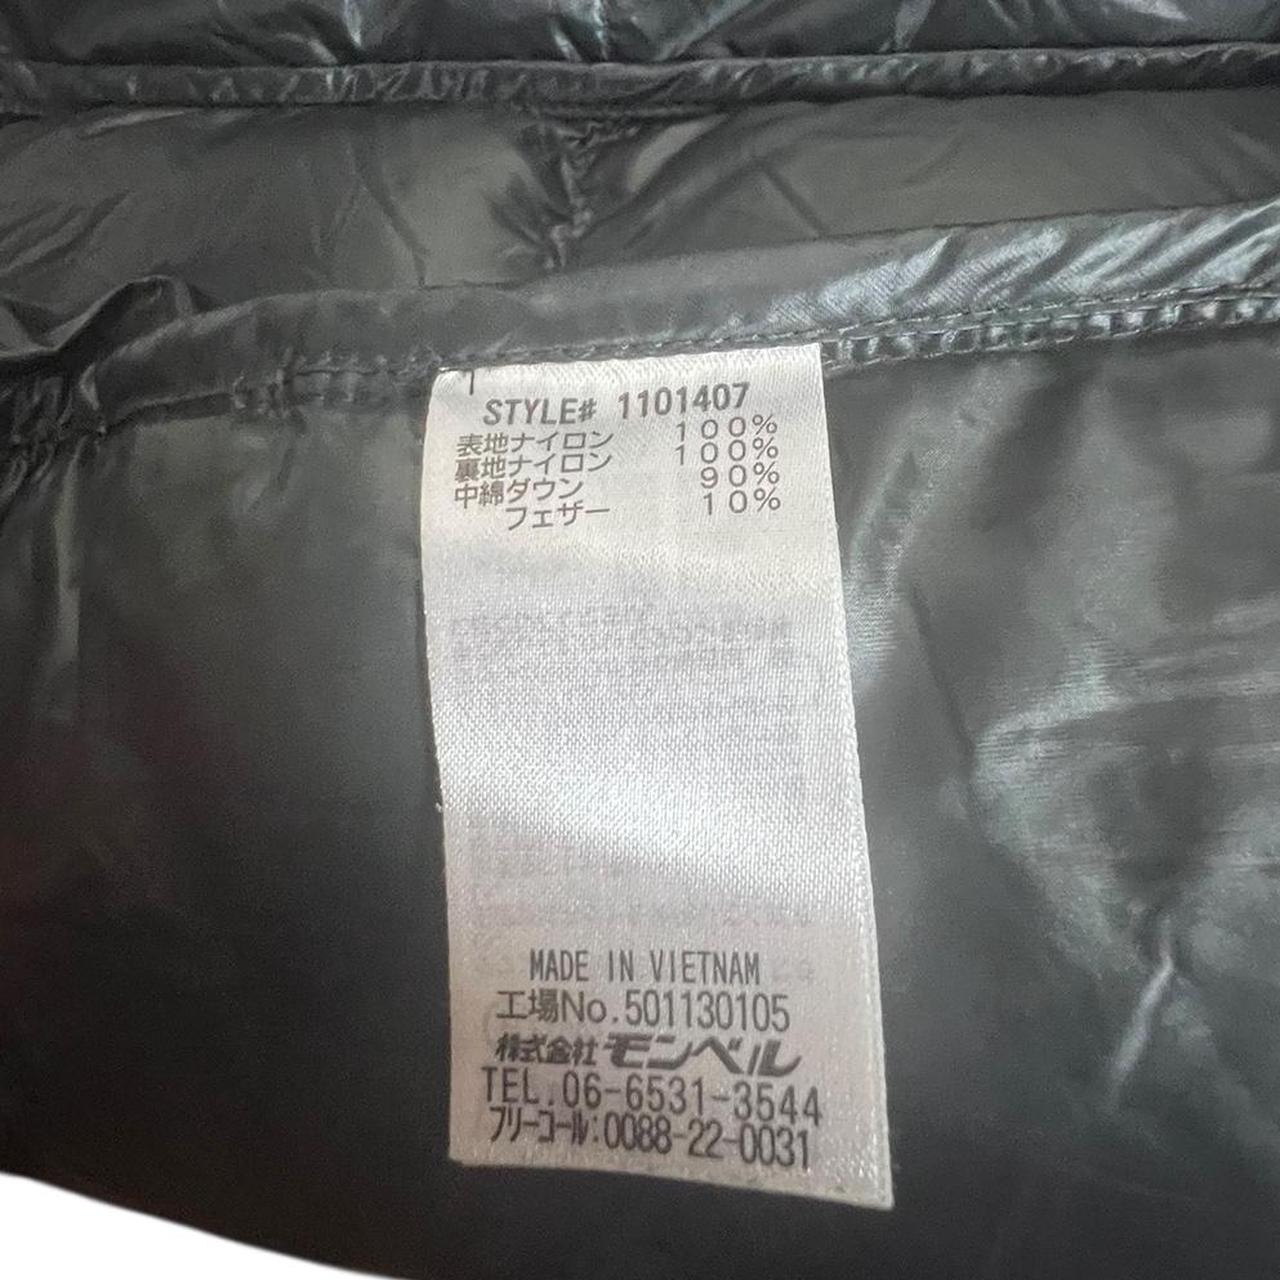 STYLE# 1101407
表地ナイロン 100%
裏地ナイロン 100%
中綿ダウン 90%
フェザー 10%
MADE IN VIETNAM
工場No.501130105
株式会社モンベル
TEL.06-6531-3544
フリーコール:0088-22-0031